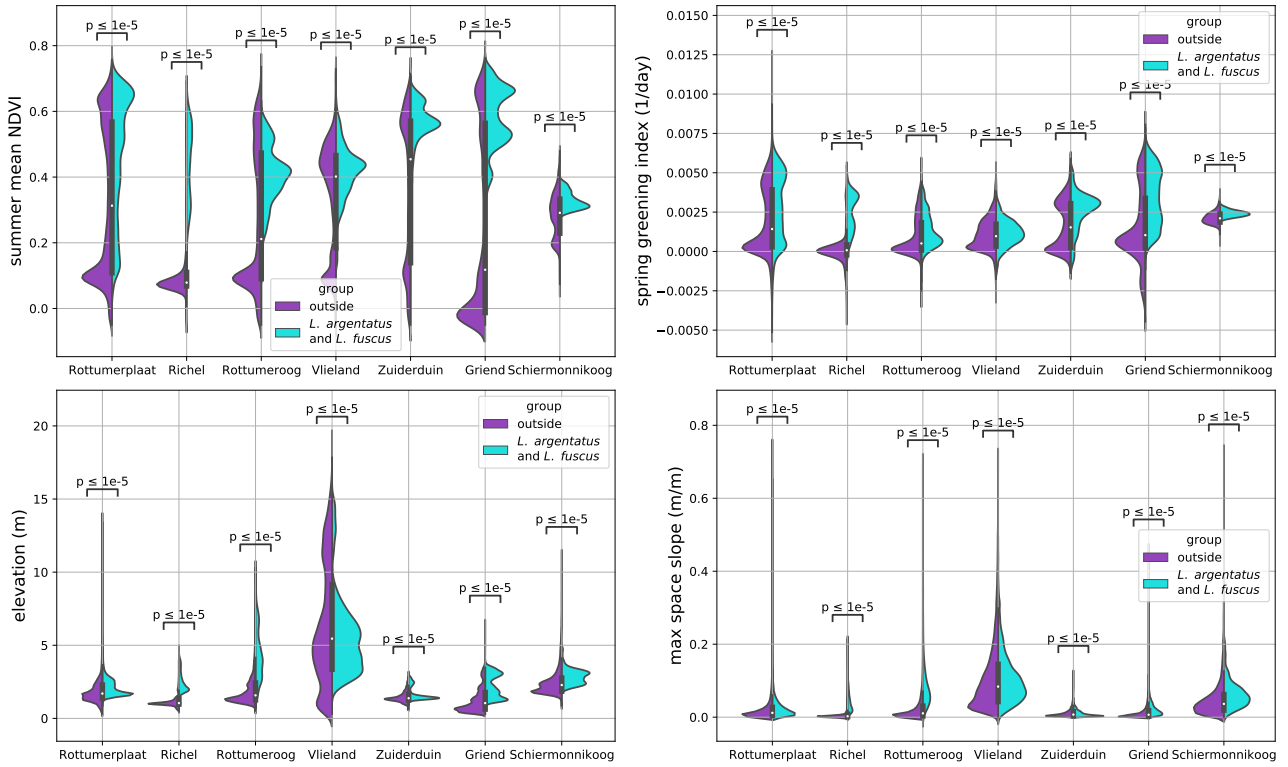 summer mean NDVI
0.8
0.6
0.4
0.2
0.0
p ≤ 1e-5
p ≤ 1e-5
p ≤ 1e-5
p ≤ 1e-5
p ≤ 1e-5
p ≤ 1e-5
p ≤ 1e-5
group
outside
L. argentatus
and L. fuscus
Rottumerplaat Richel Rottumeroog Vlieland Zuiderduin Griend Schiermonnikoog
spring greening index (1/day)
0.0150
0.0125
0.0100
0.0075
0.0050
0.0025
0.0000
−0.0025
−0.0050
p ≤ 1e-5
p ≤ 1e-5
p ≤ 1e-5
p ≤ 1e-5
p ≤ 1e-5
p ≤ 1e-5
p ≤ 1e-5
group
outside
L. argentatus
and L. fuscus
Rottumerplaat Richel Rottumeroog Vlieland Zuiderduin Griend Schiermonnikoog
elevation (m)
20
15
10
5
0
p ≤ 1e-5
p ≤ 1e-5
p ≤ 1e-5
p ≤ 1e-5
p ≤ 1e-5
p ≤ 1e-5
p ≤ 1e-5
group
outside
L. argentatus
and L. fuscus
Rottumerplaat Richel Rottumeroog Vlieland Zuiderduin Griend Schiermonnikoog
max space slope (m/m)
0.8
0.6
0.4
0.2
0.0
p ≤ 1e-5
p ≤ 1e-5
p ≤ 1e-5
p ≤ 1e-5
p ≤ 1e-5
p ≤ 1e-5
p ≤ 1e-5
group
outside
L. argentatus
and L. fuscus
Rottumerplaat Richel Rottumeroog Vlieland Zuiderduin Griend Schiermonnikoog